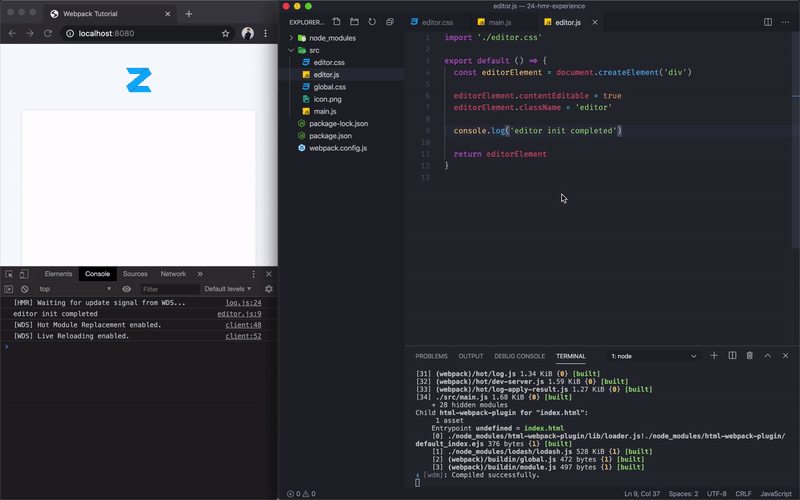 Webpack Tutorial
localhost:8080
Elements Console Sources Network »
top Filter Default levels
[HMR] Waiting for update signal from WDS... log.js:24
editor init completed editor.js:9
[WDS] Hot Module Replacement enabled. client:48
[WDS] Live Reloading enabled. client:52
editor.js — 24-hmr-experience
EXPLORER...
node_modules
src
editor.css
editor.js
global.css
icon.png
main.js
package-lock.json
package.json
webpack.config.js
editor.css main.js editor.js
1 import './editor.css'
2
3 export default () => {
4 const editorElement = document.createElement('div')
5
6 editorElement.contentEditable = true
7 editorElement.className = 'editor'
8
9 console.log('editor init completed')
10
11 return editorElement
12 }
13
PROBLEMS OUTPUT DEBUG CONSOLE TERMINAL 1: node
[31] (webpack)/hot/log.js 1.34 KiB {0} [built]
[32] (webpack)/hot/dev-server.js 1.59 KiB {0} [built]
[33] (webpack)/hot/log-apply-result.js 1.27 KiB {0} [built]
[34] ./src/main.js 1.68 KiB {0} [built]
+ 28 hidden modules
Child html-webpack-plugin for "index.html":
1 asset
Entrypoint undefined = index.html
[0] ./node_modules/html-webpack-plugin/lib/loader.js!./node_modules/html-webpack-plugin/
default_index.ejs 376 bytes {1} [built]
[1] ./node_modules/lodash/lodash.js 528 KiB {1} [built]
[2] (webpack)/buildin/global.js 472 bytes {1} [built]
[3] (webpack)/buildin/module.js 497 bytes {1} [built]
i ｢wdm｣: Compiled successfully.
0 0 Ln 9, Col 37 Spaces: 2 UTF-8 CRLF JavaScript